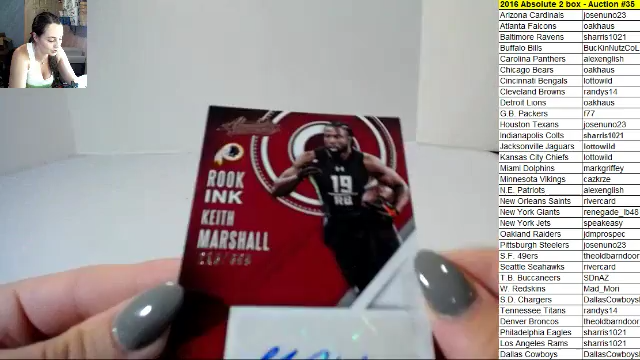 2016 Absolute 2 box - Auction #35
Arizona Cardinals josenuno23
Atlanta Falcons oakhaus
Baltimore Ravens sharris1021
Buffalo Bills BucKinNutzCoL
Carolina Panthers alexenglish
Chicago Bears oakhaus
Cincinati Bengals lottowild
Cleveland Browns randys14
Detroit Lions oakhaus
G.B. Packers f77
Houston Texans josenuno23
Indianapolis Colts sharris1021
Jacksonville Jaguars lottowild
Kansas City Chiefs lottowild
Miami Dolphins markgriffey
Minnesota Vikings cazkrze
N.E. Patriots alexenglish
New Orleans Saints rivercard
New York Giants renegade_lb48
New York Jets speakeasy
Oakland Raiders jdmprospec
Pittsburgh Steelers josenuno23
S.F. 49ers theoldbarndoor
Seattle Seahawks rivercard
T.B. Buccaneers SDnAZ
W. Redskins Mad_Mori
S.D. Chargers DallasCowboys
Tennessee Titans randys14
Denver Broncos theoldbarndoor
Philadelphia Eagles sharris1021
Los Angeles Rams sharris1021
Dallas Cowboys DallasCowboys
Absolute
ROOK
INK
KEITH
MARSHALL
19
RB